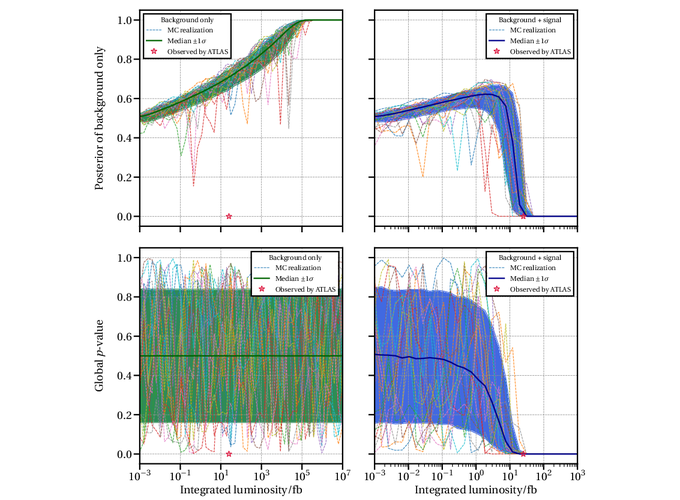 Background only
MC realization
Median ±1σ
Observed by ATLAS
Background + signal
MC realization
Median ±1σ
Observed by ATLAS
Posterior of background only
1.0
0.8
0.6
0.4
0.2
0.0
Background only
MC realization
Median ±1σ
Observed by ATLAS
Background + signal
MC realization
Median ±1σ
Observed by ATLAS
Global p-value
1.0
0.8
0.6
0.4
0.2
0.0
10⁻³ 10⁻¹ 10¹ 10³ 10⁵ 10⁷
10⁻³ 10⁻² 10⁻¹ 10⁰ 10¹ 10² 10³
Integrated luminosity/fb
Integrated luminosity/fb